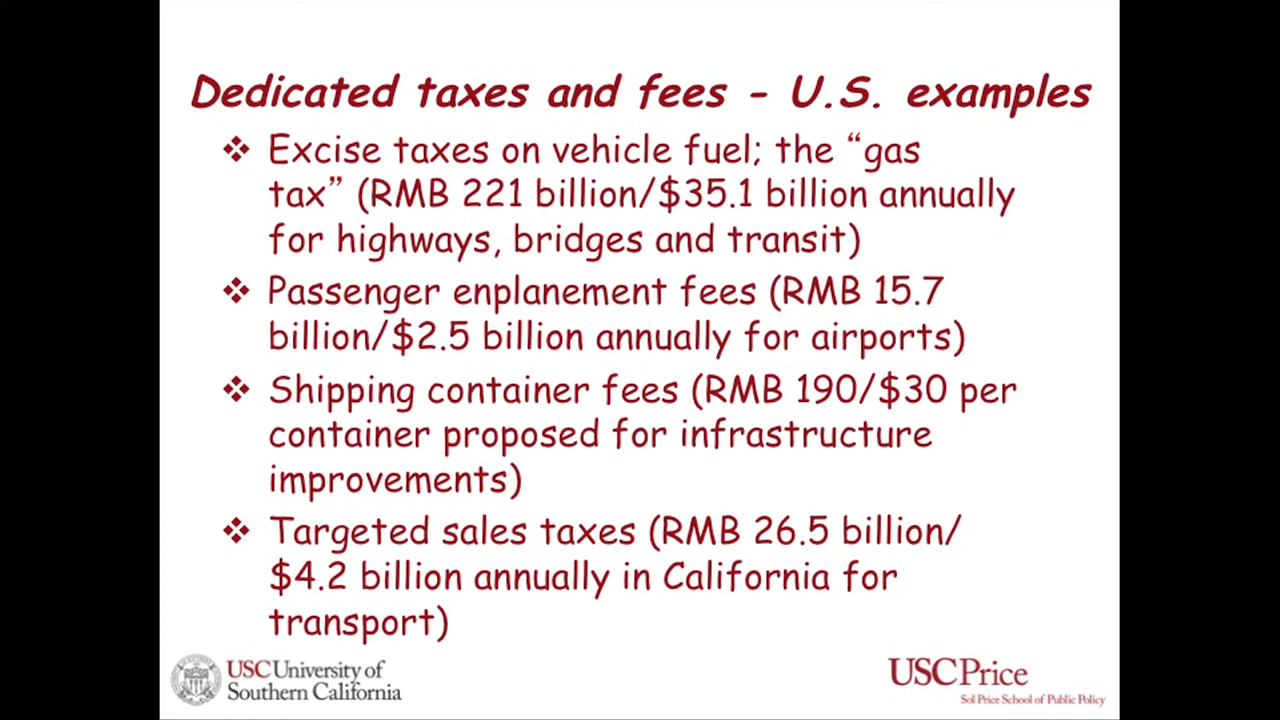 Dedicated taxes and fees - U.S. examples
❖ Excise taxes on vehicle fuel; the “gas
tax” (RMB 221 billion/$35.1 billion annually
for highways, bridges and transit)
❖ Passenger enplanement fees (RMB 15.7
billion/$2.5 billion annually for airports)
❖ Shipping container fees (RMB 190/$30 per
container proposed for infrastructure
improvements)
❖ Targeted sales taxes (RMB 26.5 billion/
$4.2 billion annually in California for
transport)
USC University of
Southern California
USC Price
Sol Price School of Public Policy